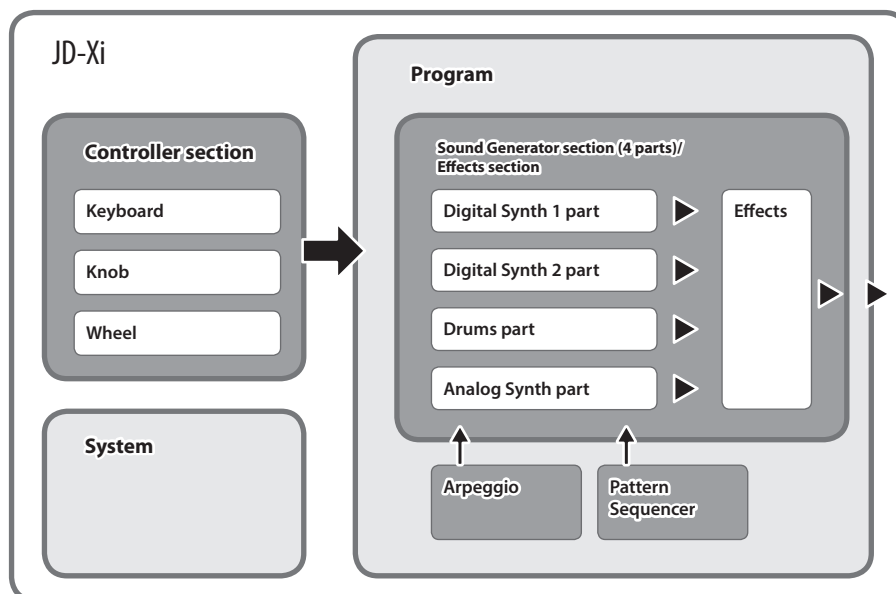 JD-Xi
Controller section
Keyboard
Knob
Wheel
System
Program
Sound Generator section (4 parts)/
Effects section
Digital Synth 1 part
Digital Synth 2 part
Drums part
Analog Synth part
Effects
Arpeggio
Pattern
Sequencer